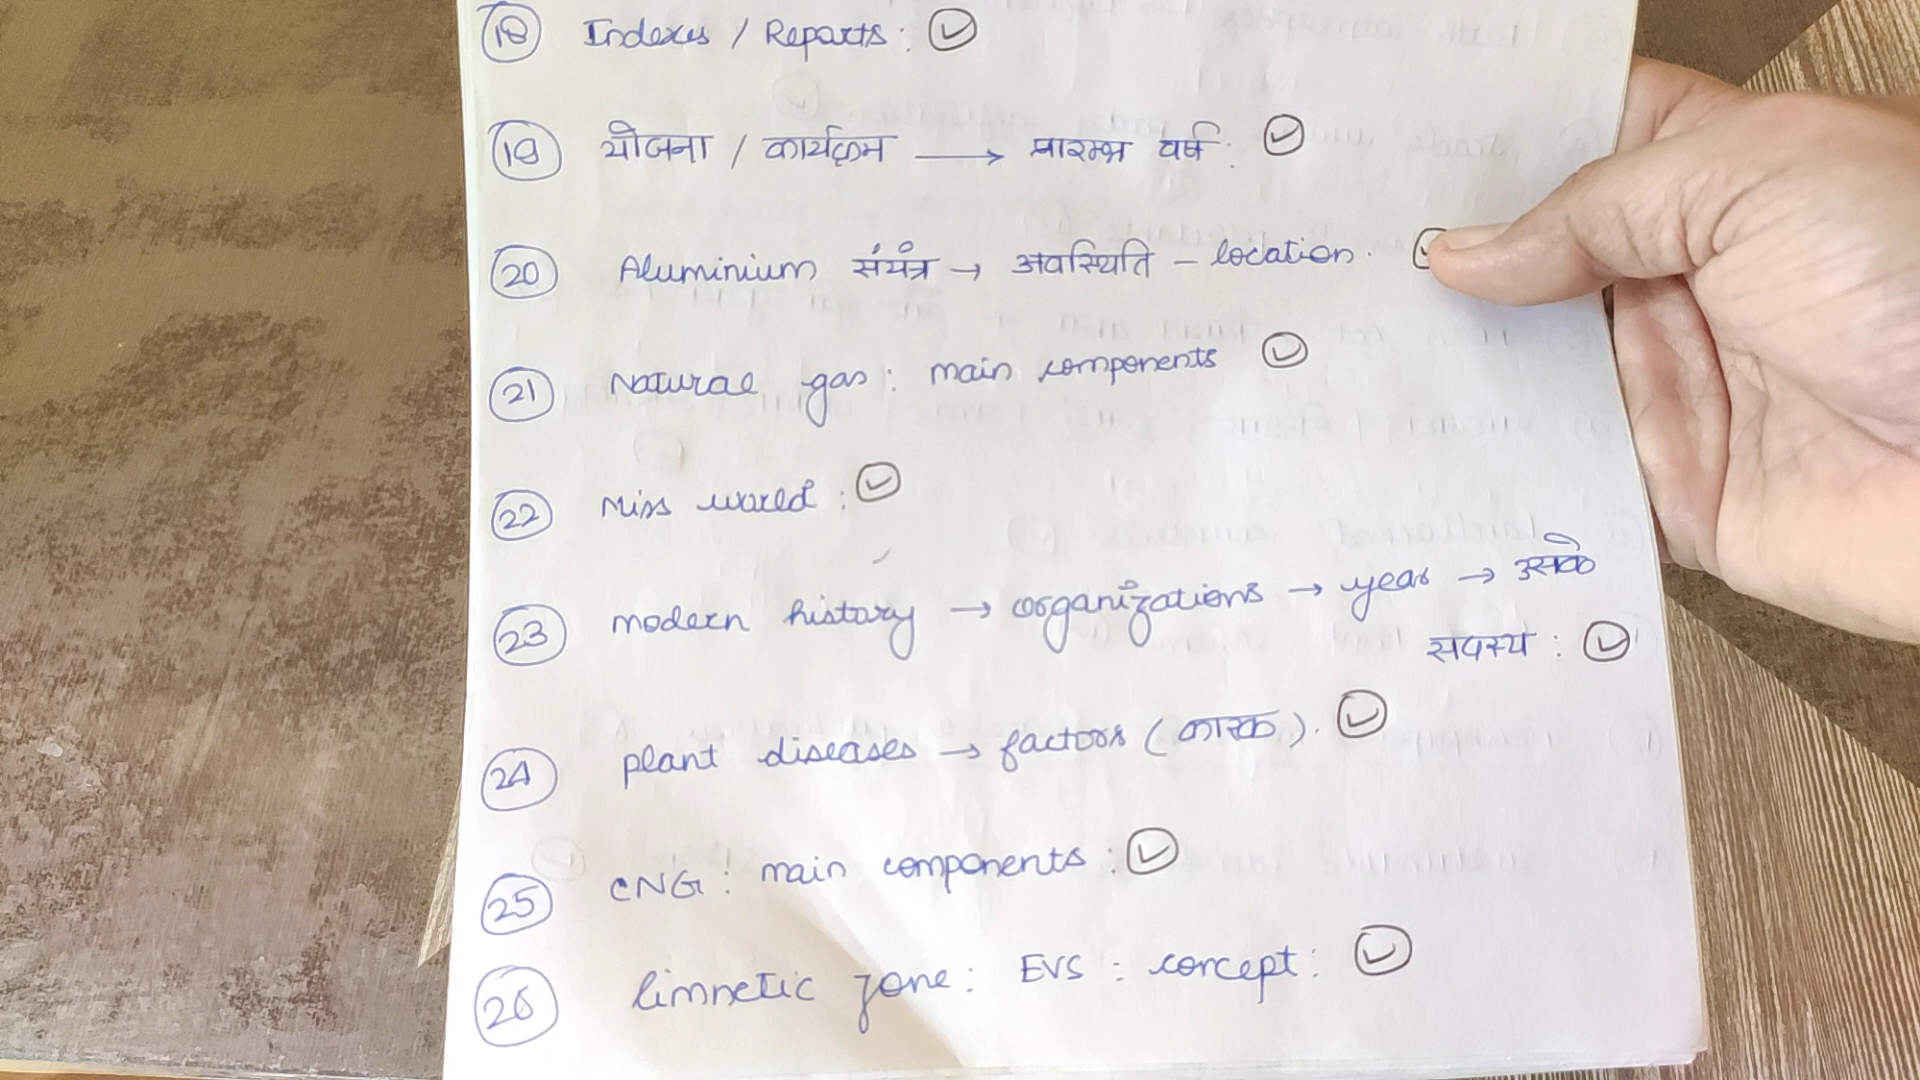 18 Indexes / Reports :
19 योजना / कार्यक्रम → प्रारम्भ वर्ष :
20 Aluminium संयंत्र → अवस्थिति - location.
21 Natural gas : main components
22 Miss world :
23 modern history → organizations → year → उसके
सदस्य :
24 plant diseases → factors (कारक).
25 CNG : main components :
26 limnetic zone : EVS : concept :